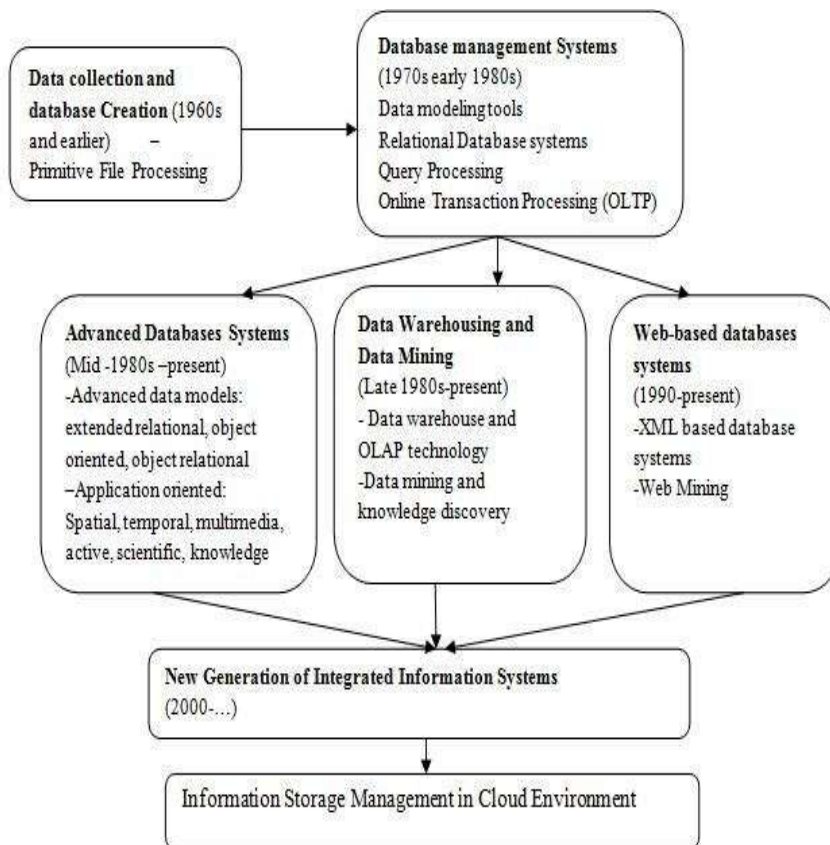 Data collection and
database Creation (1960s
and earlier) –
Primitive File Processing
Database management Systems
(1970s early 1980s)
Data modeling tools
Relational Database systems
Query Processing
Online Transaction Processing (OLTP)
Advanced Databases Systems
(Mid -1980s –present)
-Advanced data models:
extended relational, object
oriented, object relational
–Application oriented:
Spatial, temporal, multimedia,
active, scientific, knowledge
Data Warehousing and
Data Mining
(Late 1980s-present)
- Data warehouse and
OLAP technology
-Data mining and
knowledge discovery
Web-based databases
systems
(1990-present)
-XML based database
systems
-Web Mining
New Generation of Integrated Information Systems
(2000-...)
Information Storage Management in Cloud Environment